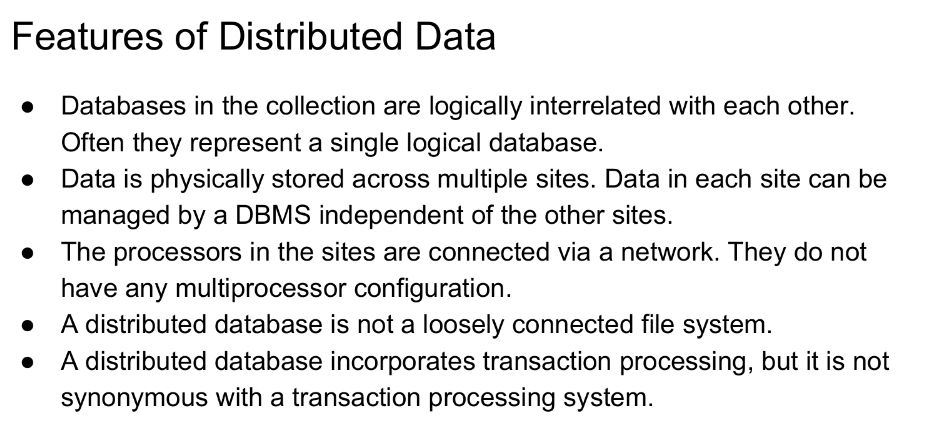 Features of Distributed Data
● Databases in the collection are logically interrelated with each other.
Often they represent a single logical database.
● Data is physically stored across multiple sites. Data in each site can be
managed by a DBMS independent of the other sites.
● The processors in the sites are connected via a network. They do not
have any multiprocessor configuration.
● A distributed database is not a loosely connected file system.
● A distributed database incorporates transaction processing, but it is not
synonymous with a transaction processing system.